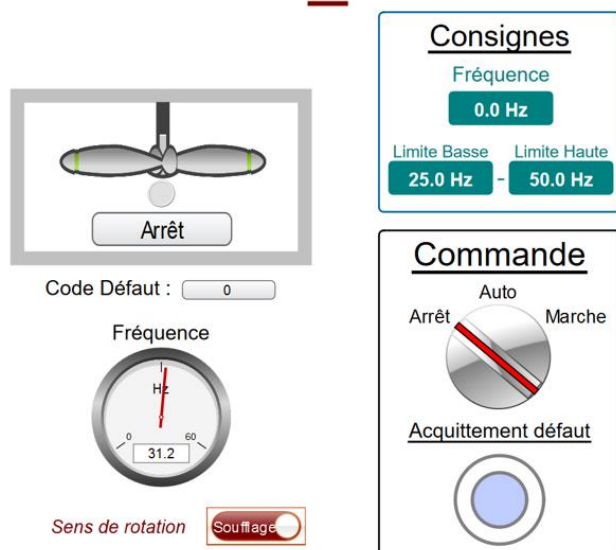 Consignes
Fréquence
0.0 Hz
Limite Basse Limite Haute
25.0 Hz - 50.0 Hz
Arrêt
Code Défaut : 0
Fréquence
Hz
0 60
31.2
Sens de rotation Soufflage
Commande
Auto
Arrêt Marche
Acquittement défaut